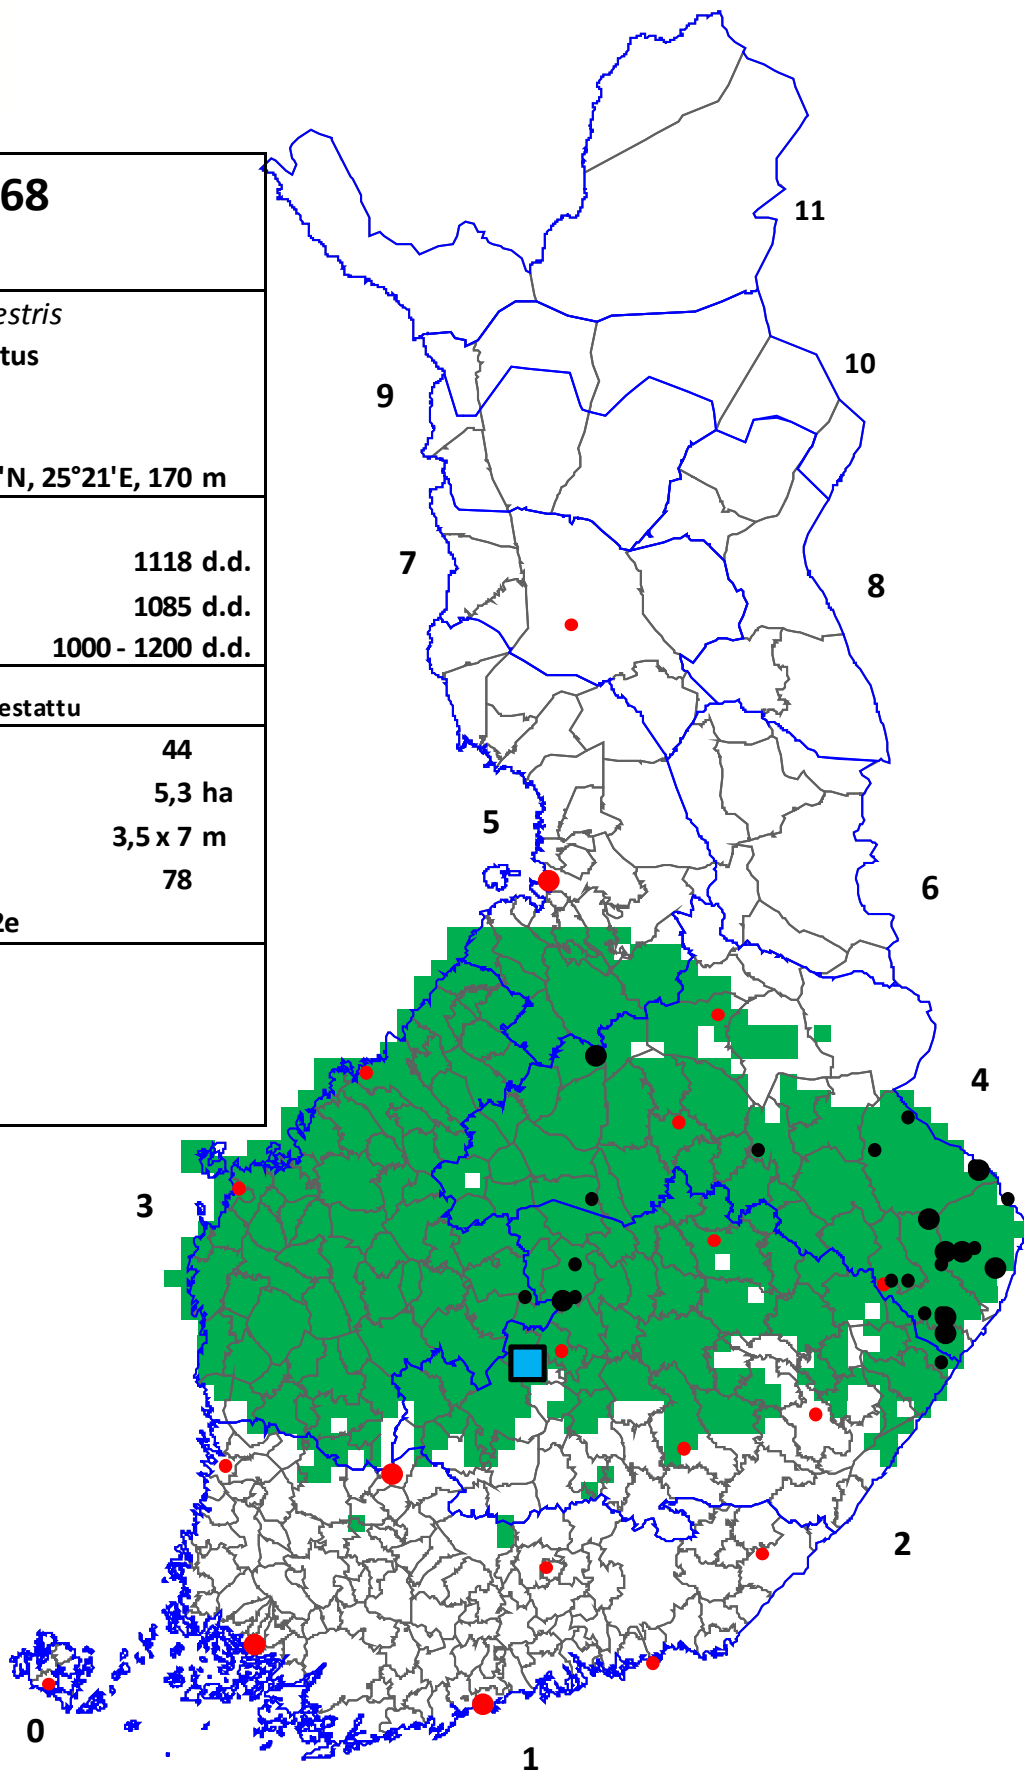 68
estris
tus
'N, 25°21'E, 170 m
1118 d.d.
1085 d.d.
1000 - 1200 d.d.
estattu
44
5,3 ha
3,5 x 7 m
78
2e
11
10
9
7
8
5
6
4
3
2
0
1